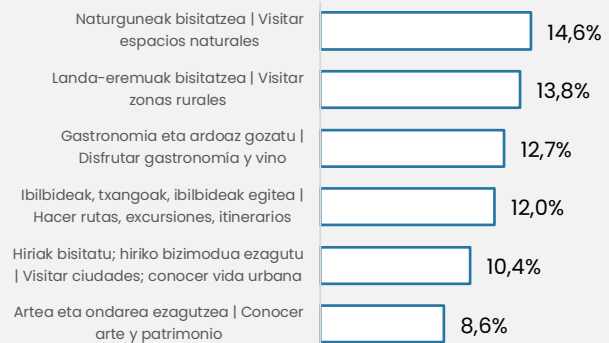 Naturguneak bisitatzea | Visitar
espacios naturales
14,6%
Landa-eremuak bisitatzea | Visitar
zonas rurales
13,8%
Gastronomia eta ardoaz gozatu |
Disfrutar gastronomía y vino
12,7%
Ibilbideak, txangoak, ibilbideak egitea |
Hacer rutas, excursiones, itinerarios
12,0%
Hiriak bisitatu; hiriko bizimodua ezagutu
| Visitar ciudades; conocer vida urbana
10,4%
Artea eta ondarea ezagutzea | Conocer
arte y patrimonio
8,6%